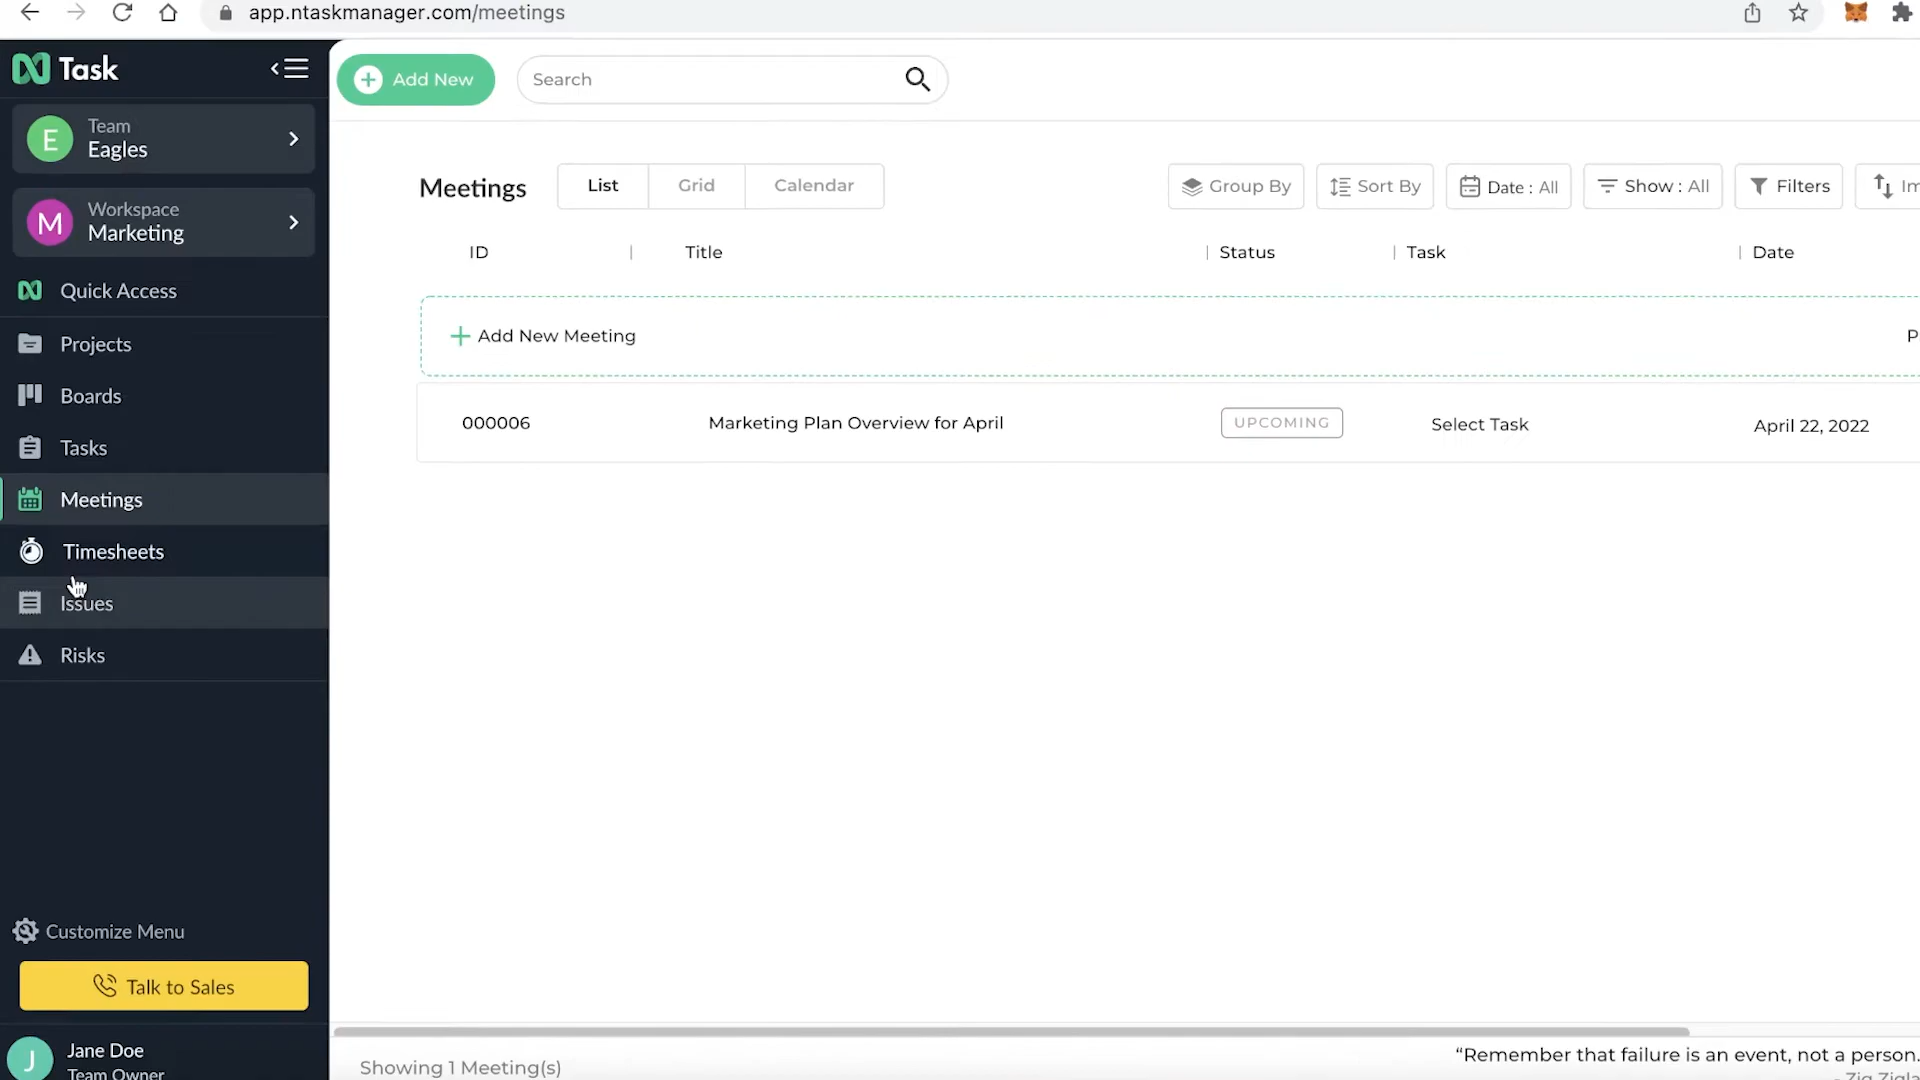 app.ntaskmanager.com/meetings
Task
Add New
Search
Team
E
Eagles
Workspace
M
Marketing
Meetings
List
Grid
Calendar
Group By
Sort By
Date : All
Show : All
Filters
Im
ID
Title
Status
Task
Date
Quick Access
Add New Meeting
P
Projects
Boards
000006
Marketing Plan Overview for April
UPCOMING
Select Task
April 22, 2022
Tasks
Meetings
Timesheets
Issues
Risks
Customize Menu
Talk to Sales
J
Jane Doe
Team Owner
Showing 1 Meeting(s)
“Remember that failure is an event, not a person.
- Zig Zigla